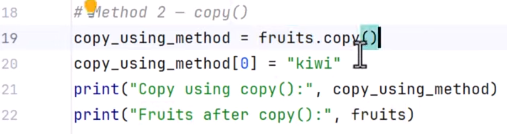 18 # Method 2 — copy()
19 copy_using_method = fruits.copy()
20 copy_using_method[0] = "kiwi"
21 print("Copy using copy():", copy_using_method)
22 print("Fruits after copy():", fruits)